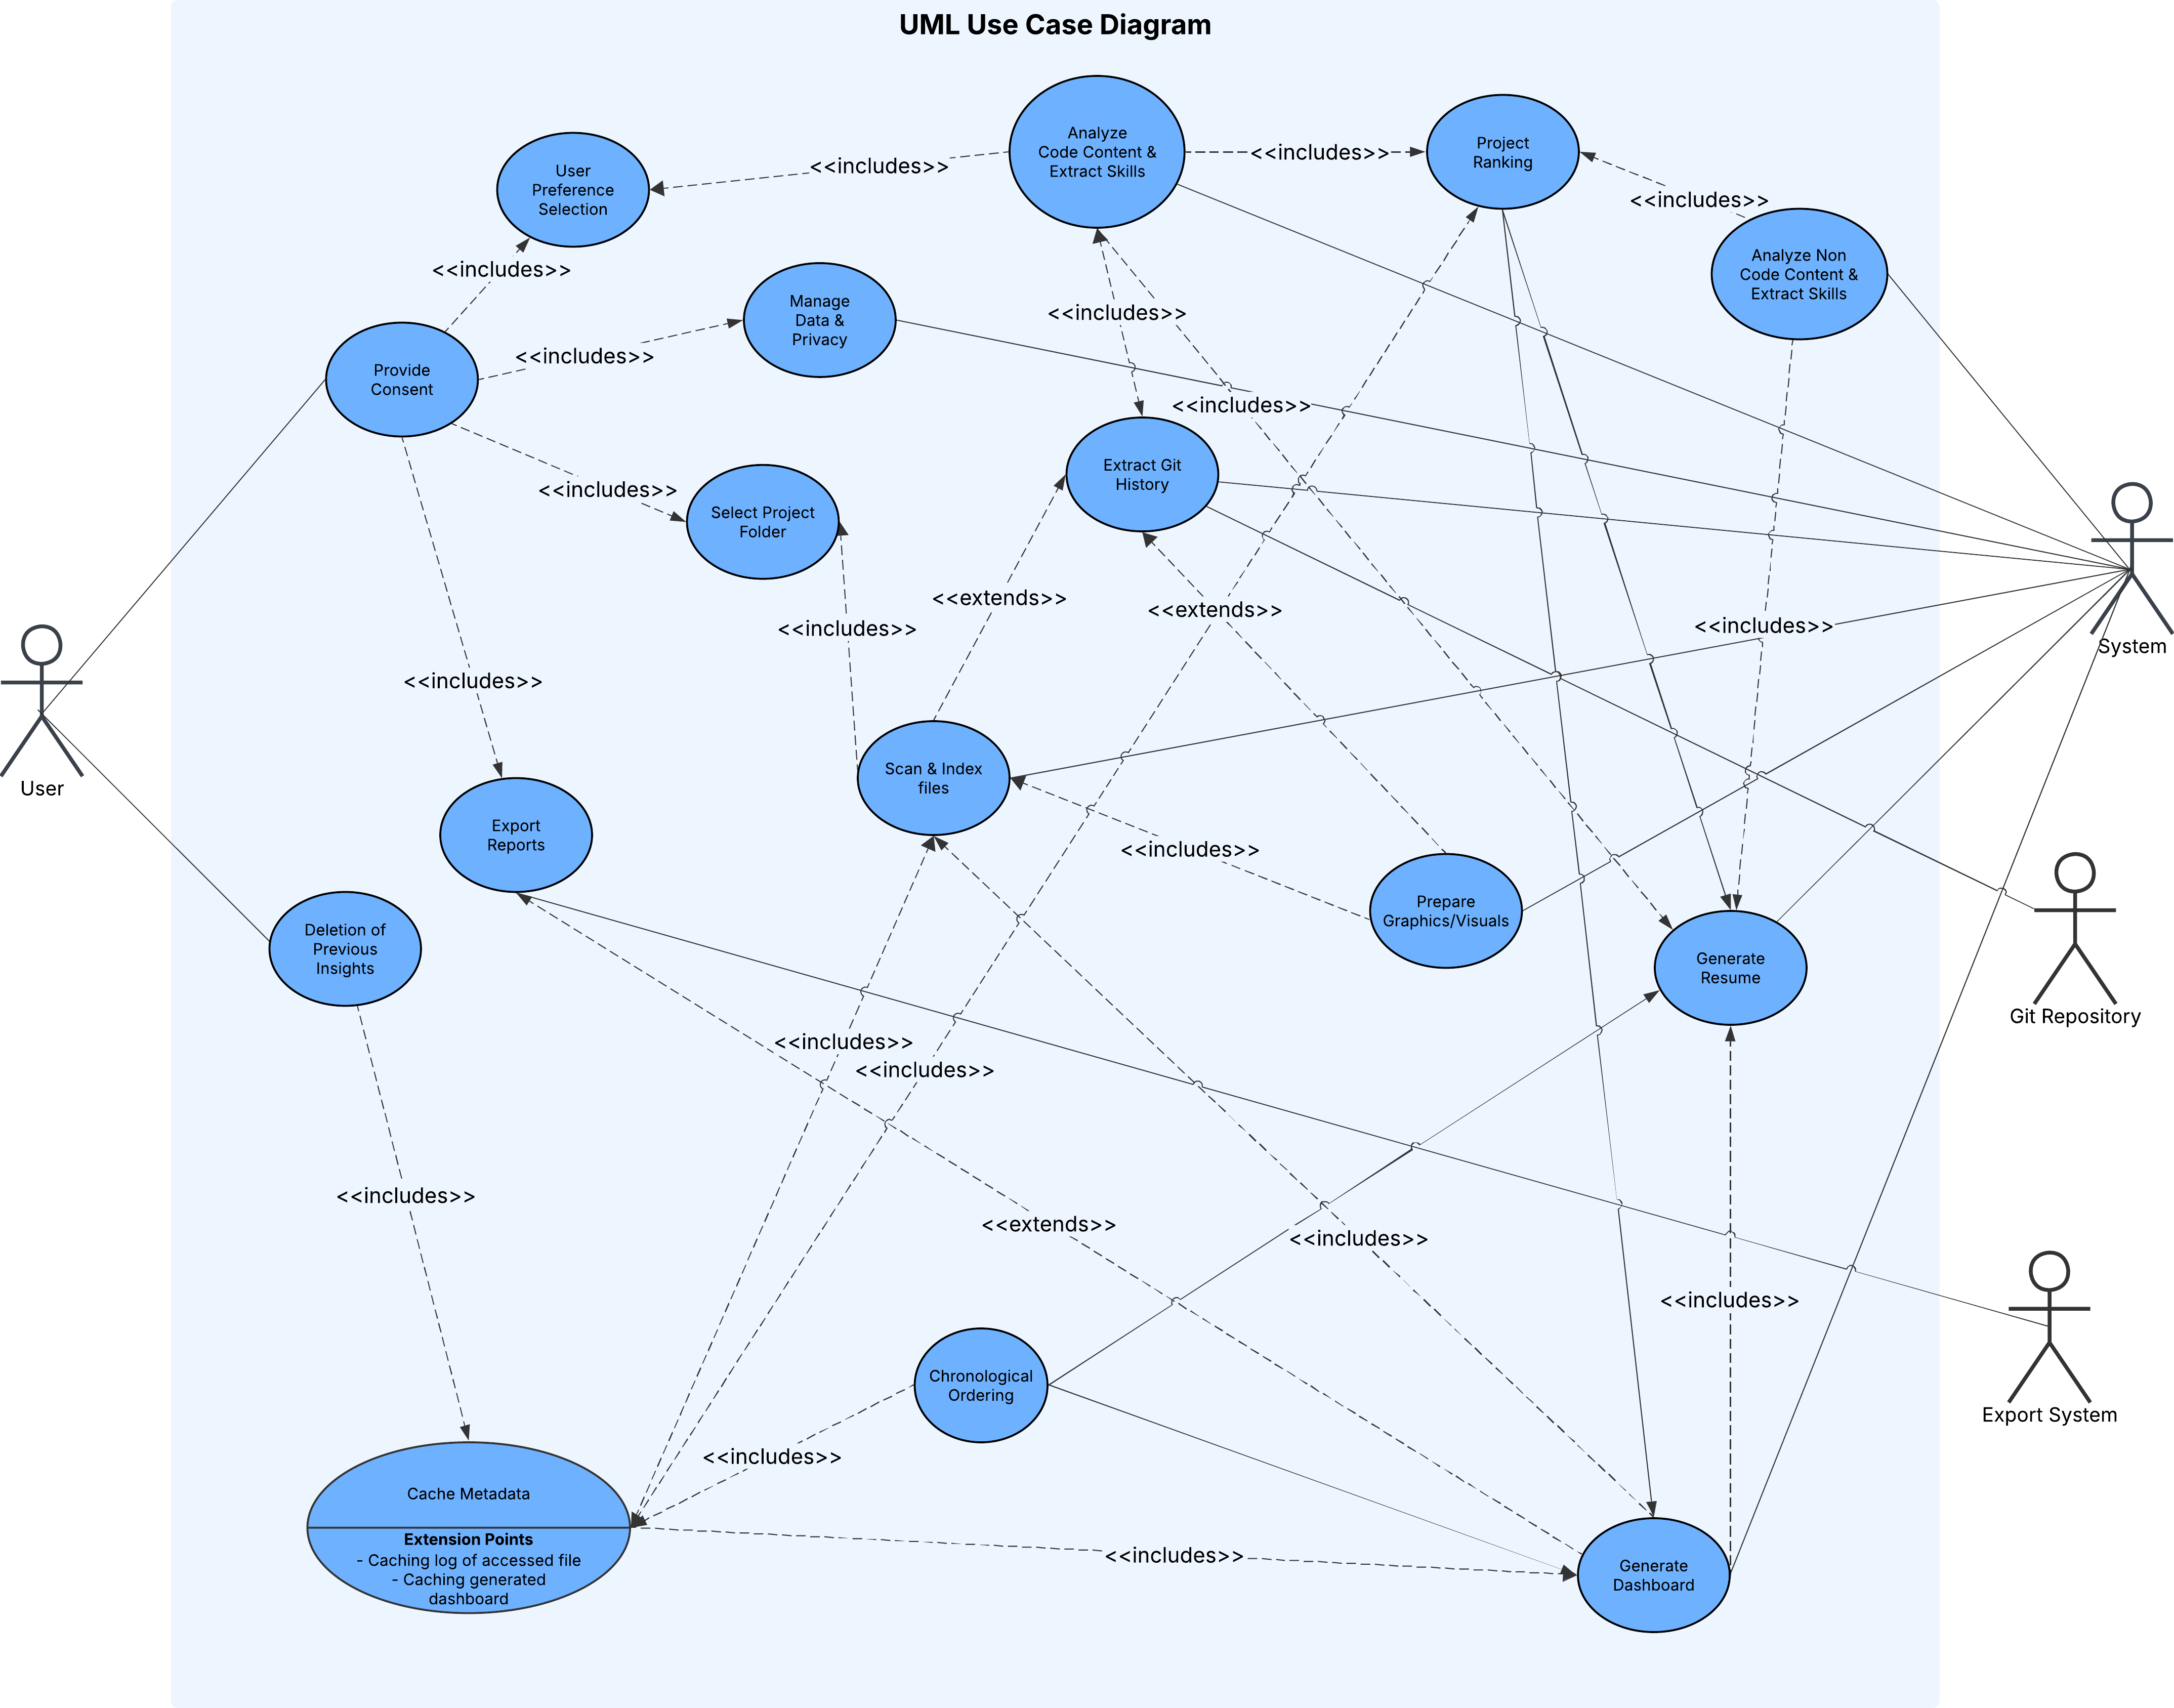 UML Use Case Diagram
Analyze
Code Content &
Extract Skills
Project
Ranking
User
Preference
Selection
<<includes>>
<<includes>>
<<includes>>
Analyze Non
Code Content &
Extract Skills
<<includes>>
Manage
Data &
Privacy
<<includes>>
<<includes>>
Provide
Consent
<<includes>>
Extract Git
History
<<includes>>
Select Project
Folder
<<extends>>
<<extends>>
<<includes>>
<<includes>>
System
<<includes>>
User
Scan & Index
files
Export
Reports
<<includes>>
Prepare
Graphics/Visuals
Deletion of
Previous
Insights
Generate
Resume
Git Repository
<<includes>>
<<includes>>
<<includes>>
<<extends>>
<<includes>>
<<includes>>
Chronological
Ordering
Export System
<<includes>>
Cache Metadata
Extension Points
- Caching log of accessed file
- Caching generated
dashboard
<<includes>>
Generate
Dashboard